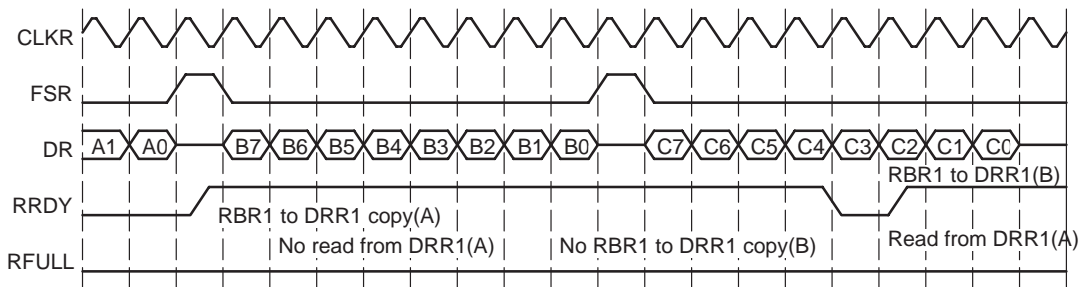 CLKR
FSR
DR A1 A0 B7 B6 B5 B4 B3 B2 B1 B0 C7 C6 C5 C4 C3 C2 C1 C0
RBR1 to DRR1(B)
RRDY
RBR1 to DRR1 copy(A)
No read from DRR1(A)
No RBR1 to DRR1 copy(B)
Read from DRR1(A)
RFULL